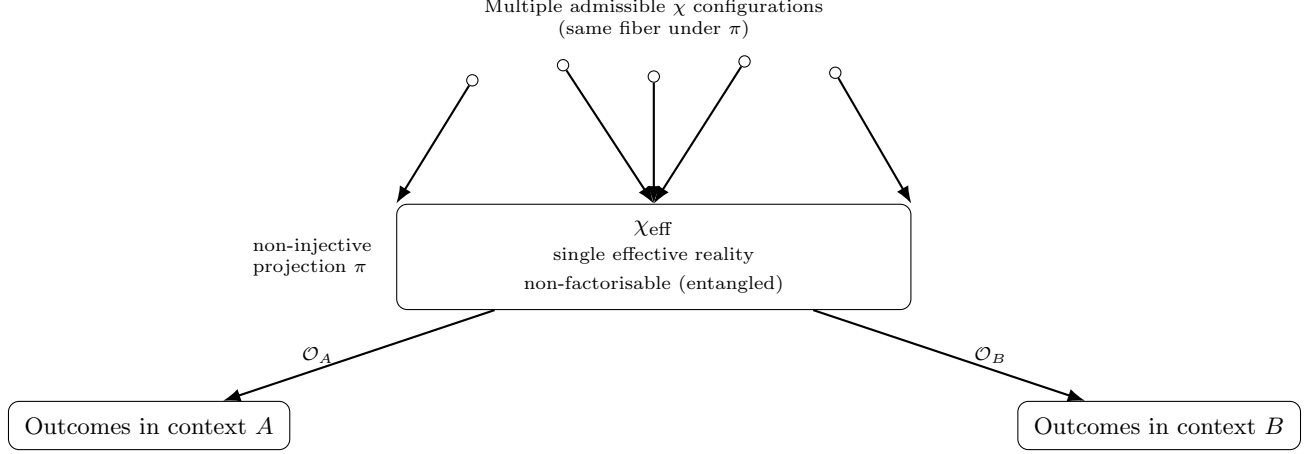 Multiple admissible χ configurations
(same fiber under π)
χeff
single effective reality
non-factorisable (entangled)
non-injective
projection π
𝒪A
𝒪B
Outcomes in context A
Outcomes in context B